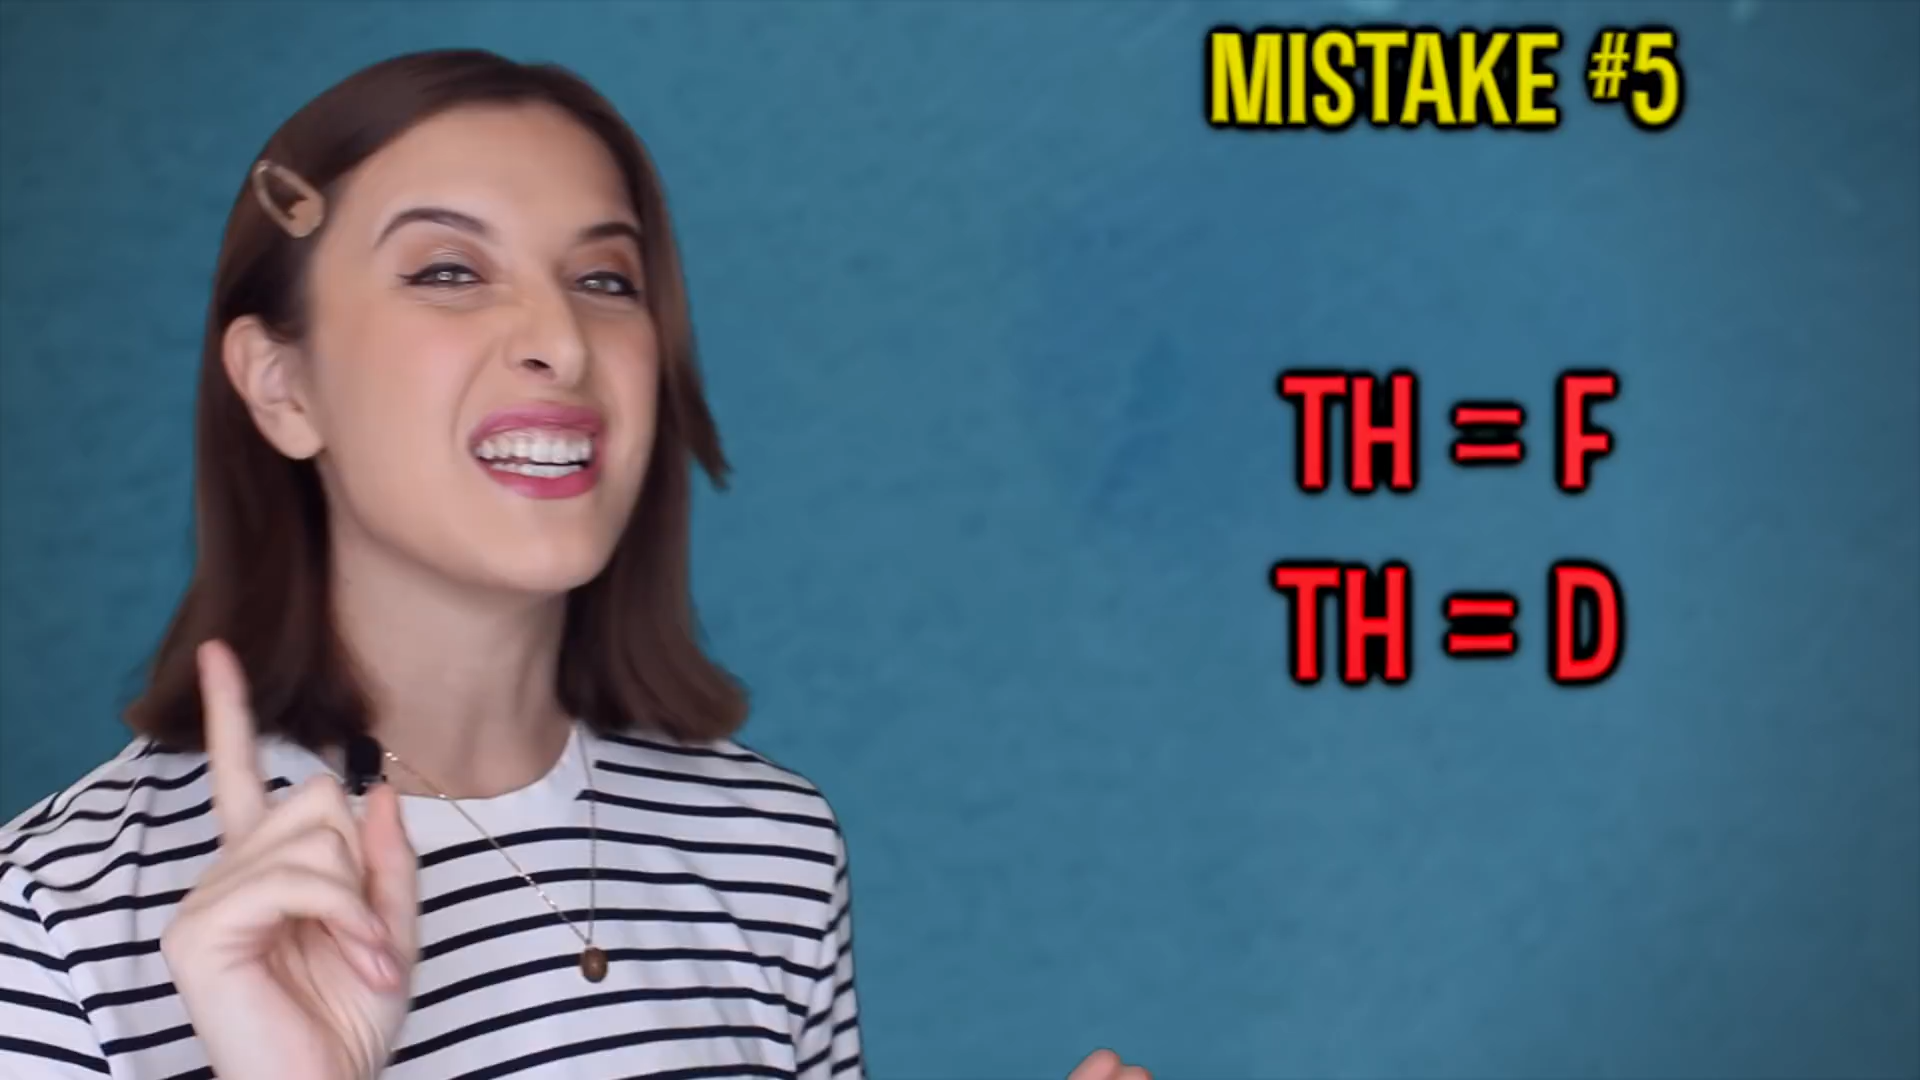 MISTAKE #5
TH = F
TH = D